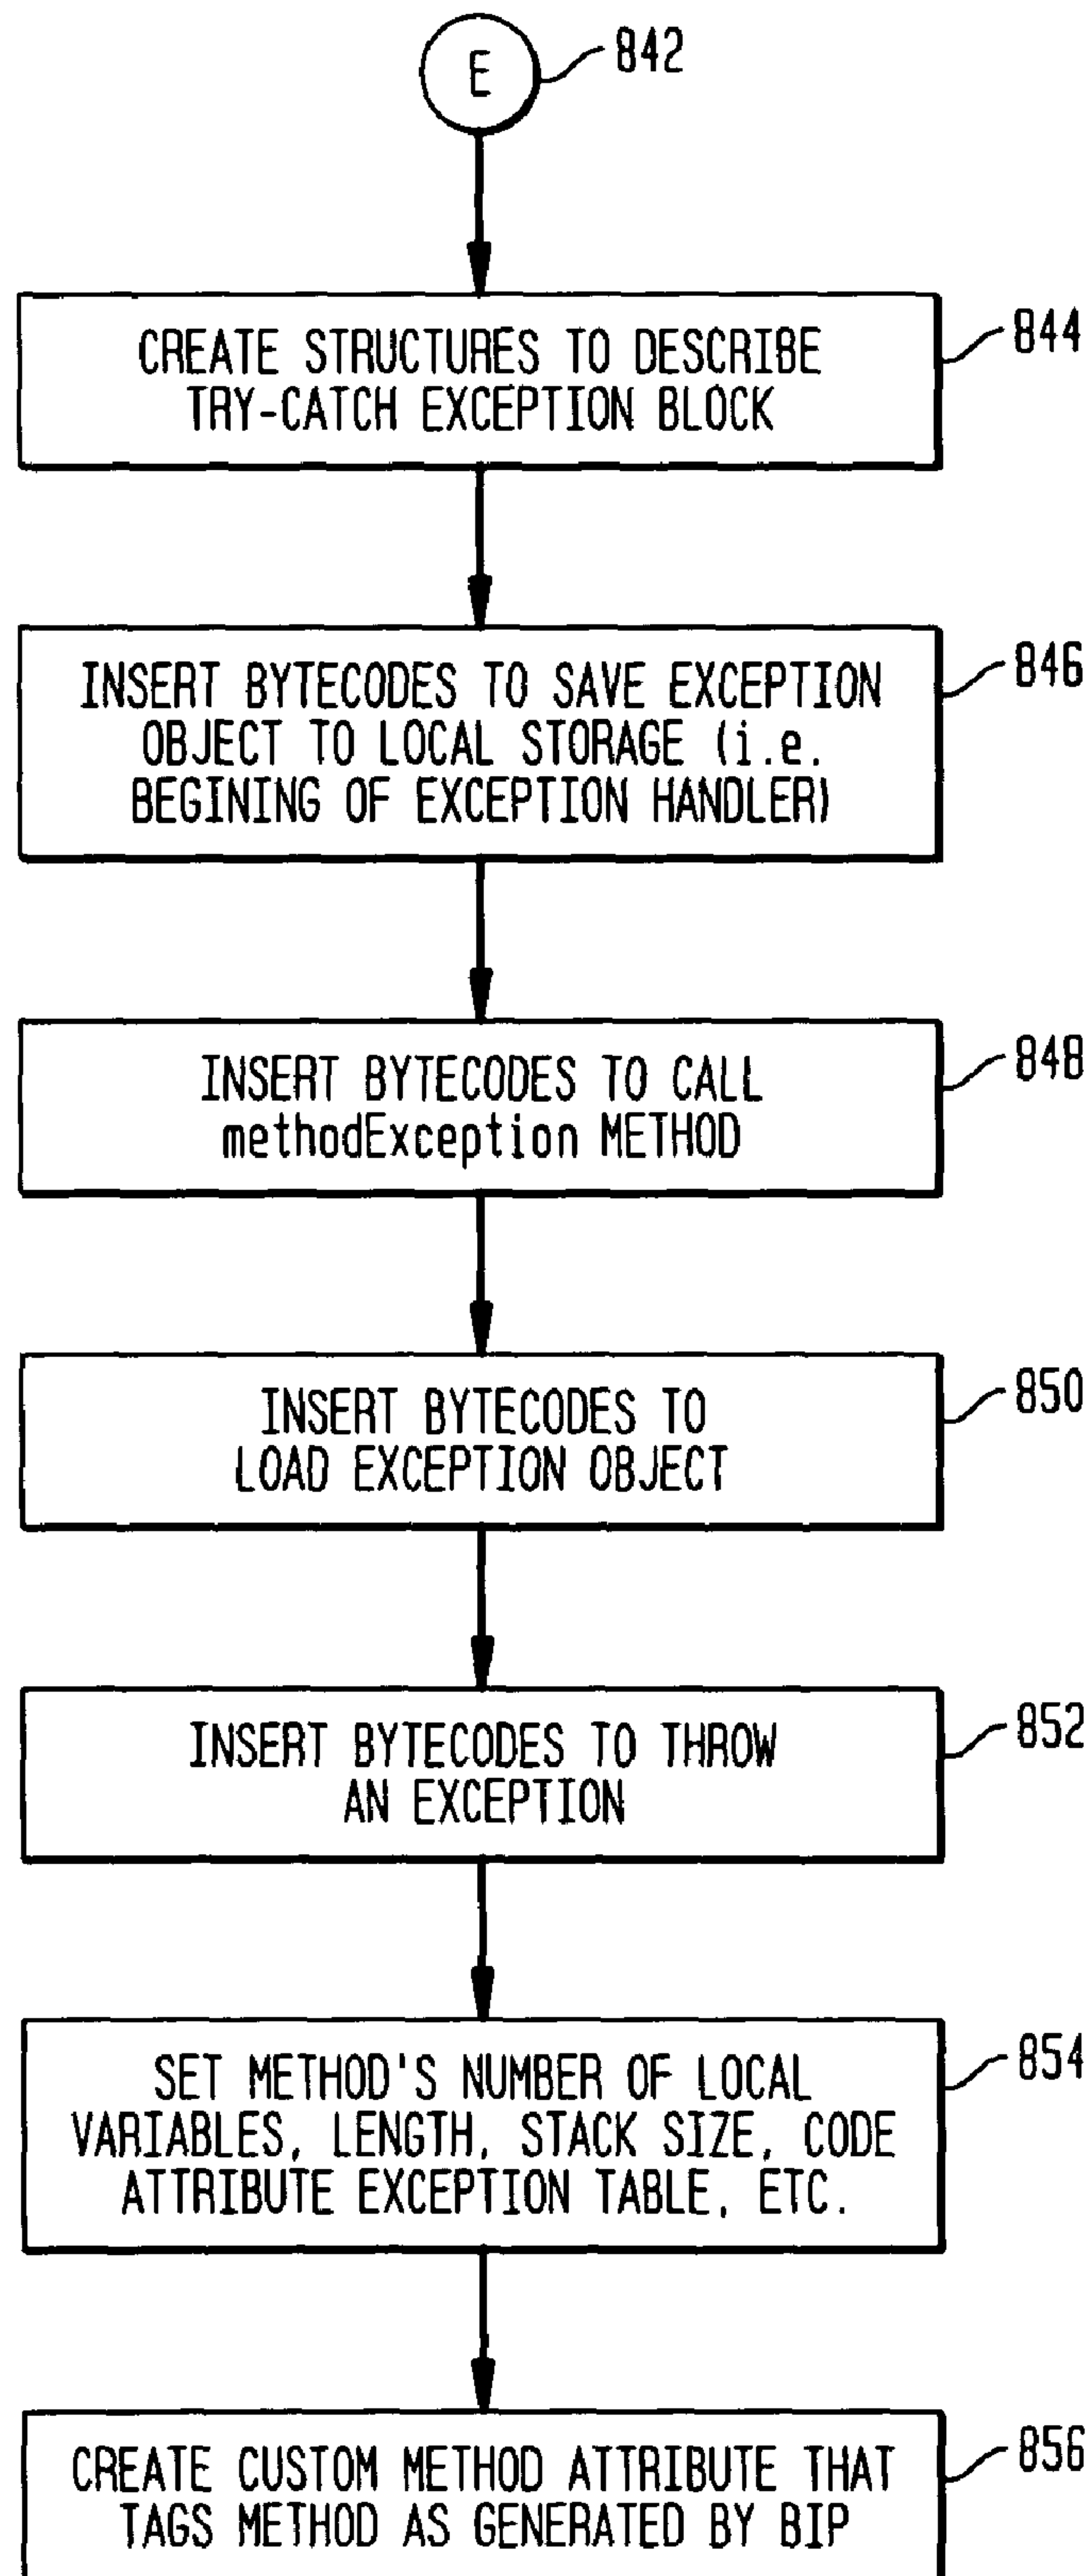 E
842
CREATE STRUCTURES TO DESCRIBE
TRY-CATCH EXCEPTION BLOCK
844
INSERT BYTECODES TO SAVE EXCEPTION
OBJECT TO LOCAL STORAGE (i.e.
BEGINING OF EXCEPTION HANDLER)
846
INSERT BYTECODES TO CALL
methodException METHOD
848
INSERT BYTECODES TO
LOAD EXCEPTION OBJECT
850
INSERT BYTECODES TO THROW
AN EXCEPTION
852
SET METHOD'S NUMBER OF LOCAL
VARIABLES, LENGTH, STACK SIZE, CODE
ATTRIBUTE EXCEPTION TABLE, ETC.
854
CREATE CUSTOM METHOD ATTRIBUTE THAT
TAGS METHOD AS GENERATED BY BIP
856